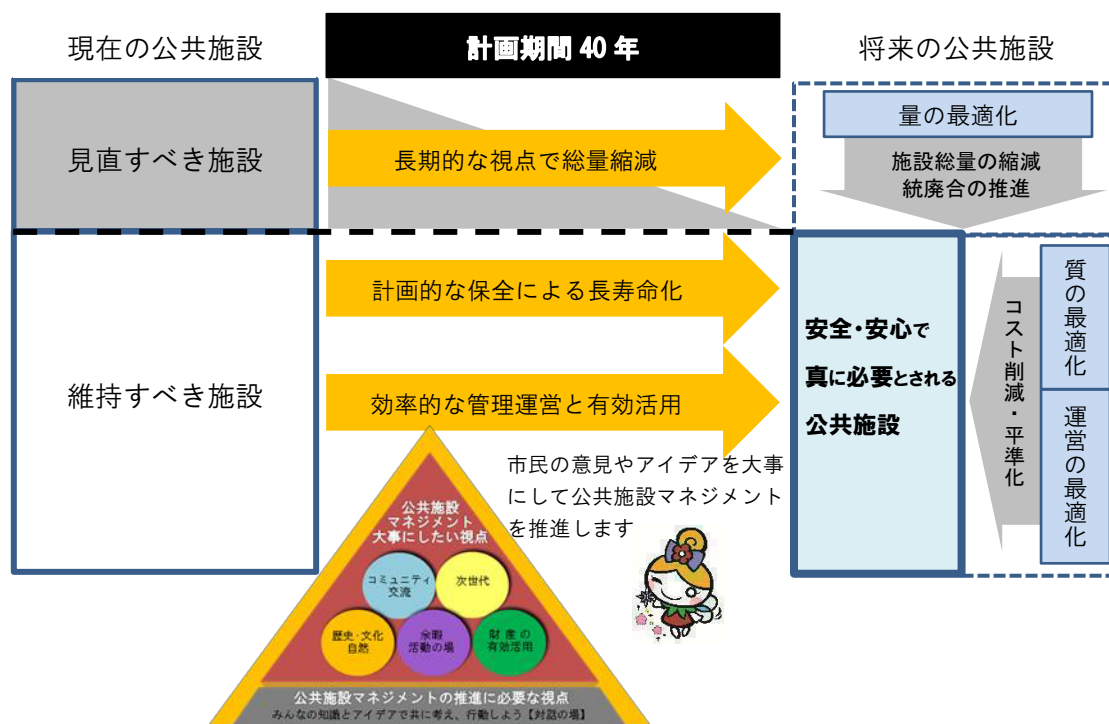 現在の公共施設
計画期間 40 年
将来の公共施設
見直すべき施設
長期的な視点で総量縮減
量の最適化
施設総量の縮減
統廃合の推進
維持すべき施設
計画的な保全による長寿命化
効率的な管理運営と有効活用
安全・安心で
真に必要とされる
公共施設
コスト削減・平準化
質の最適化
運営の最適化
市民の意見やアイデアを大事
にして公共施設マネジメント
を推進します
公共施設
マネジメント
大事にしたい視点
コミュニティ
交流
次世代
歴史・文化
自然
余暇
活動の場
財産の
有効活用
公共施設マネジメントの推進に必要な視点
みんなの知識とアイデアで共に考え、行動しよう【対話の場】